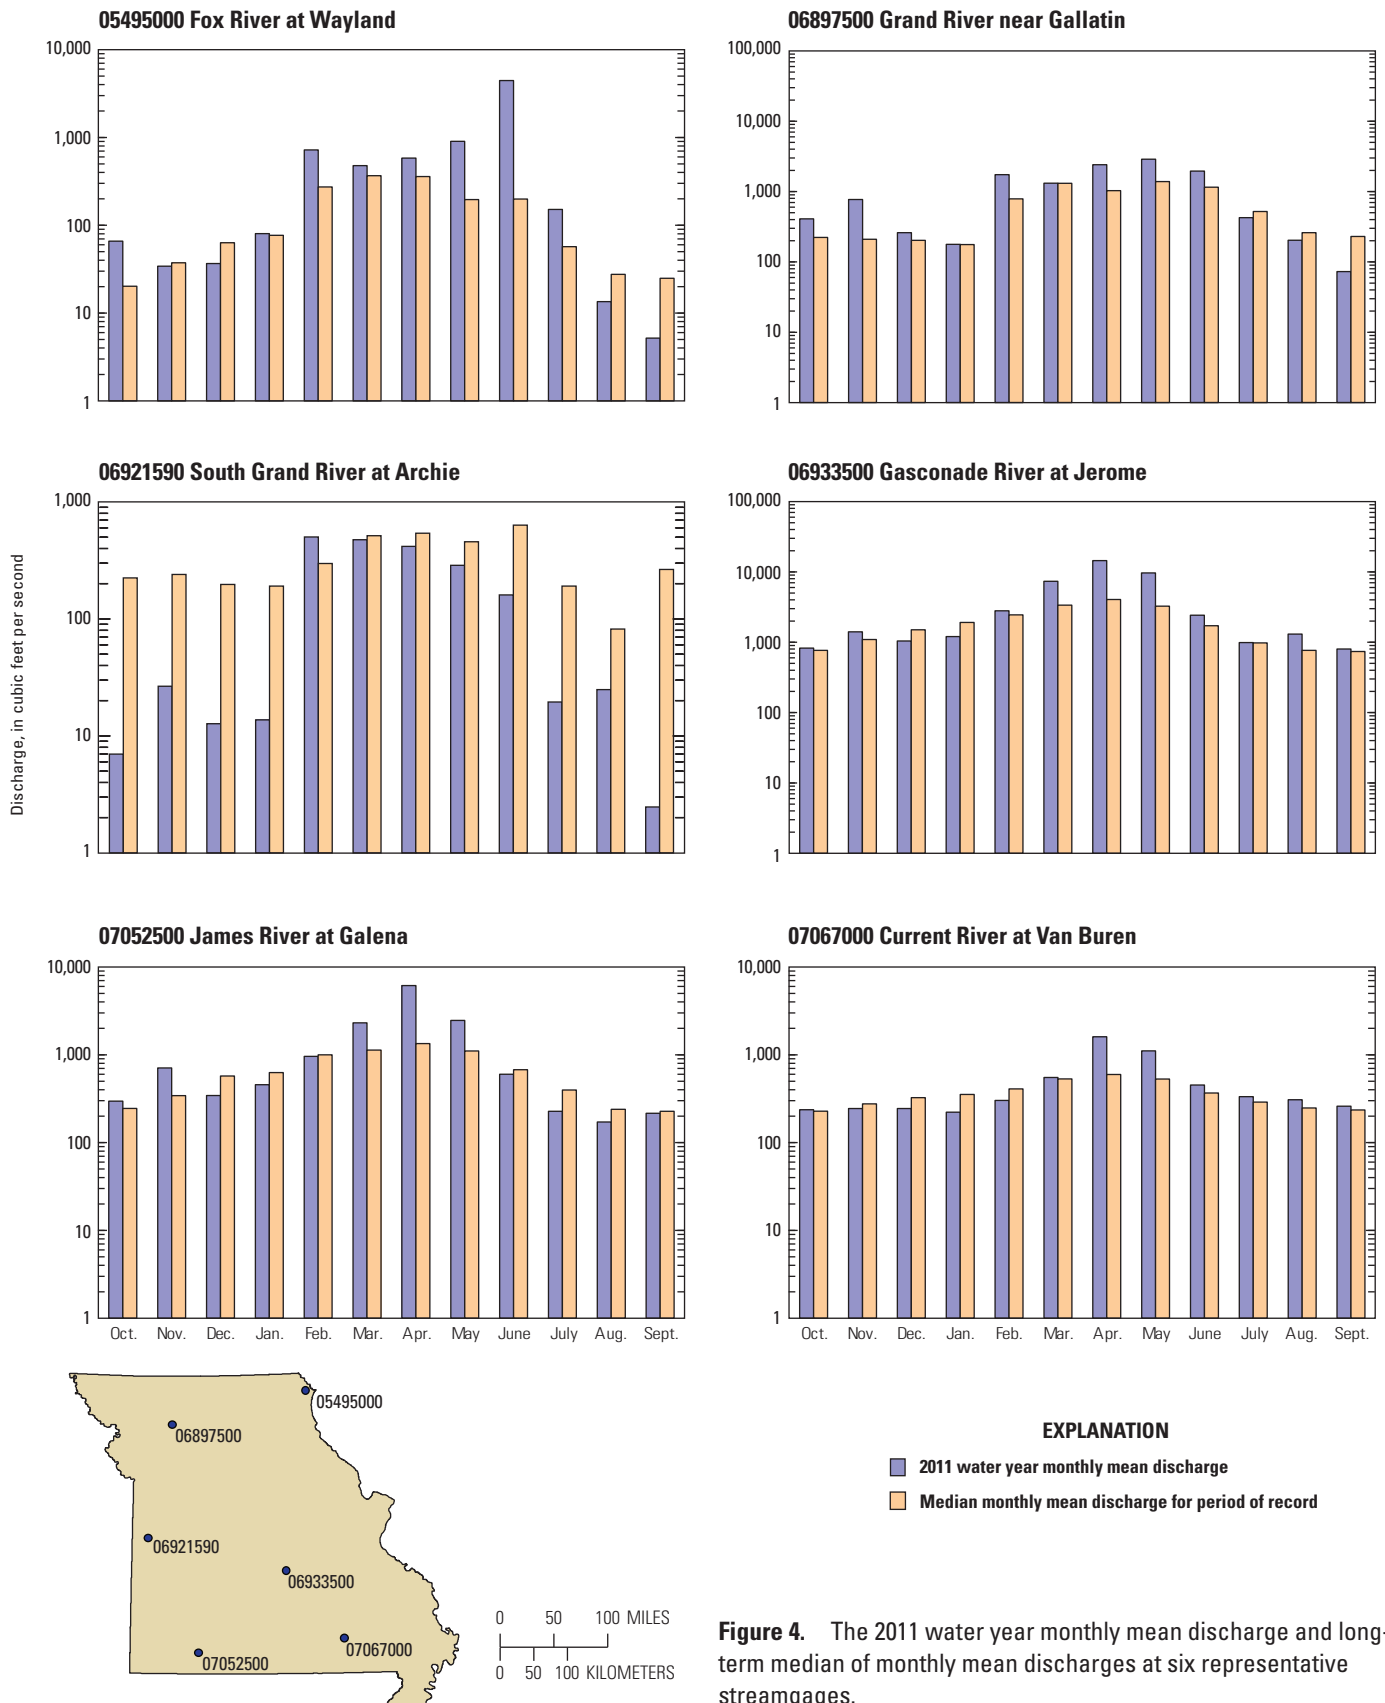 05495000 Fox River at Wayland
10,000
1,000
100
10
1
06897500 Grand River near Gallatin
100,000
10,000
1,000
100
10
1
06921590 South Grand River at Archie
1,000
100
10
1
06933500 Gasconade River at Jerome
100,000
10,000
1,000
100
10
1
Discharge, in cubic feet per second
07052500 James River at Galena
10,000
1,000
100
10
1
Oct. Nov. Dec. Jan. Feb. Mar. Apr. May June July Aug. Sept.
07067000 Current River at Van Buren
10,000
1,000
100
10
1
Oct. Nov. Dec. Jan. Feb. Mar. Apr. May June July Aug. Sept.
05495000
06897500
06921590
06933500
07067000
07052500
0 50 100 MILES
0 50 100 KILOMETERS
EXPLANATION
2011 water year monthly mean discharge
Median monthly mean discharge for period of record
Figure 4. The 2011 water year monthly mean discharge and long-
term median of monthly mean discharges at six representative
streamgages.